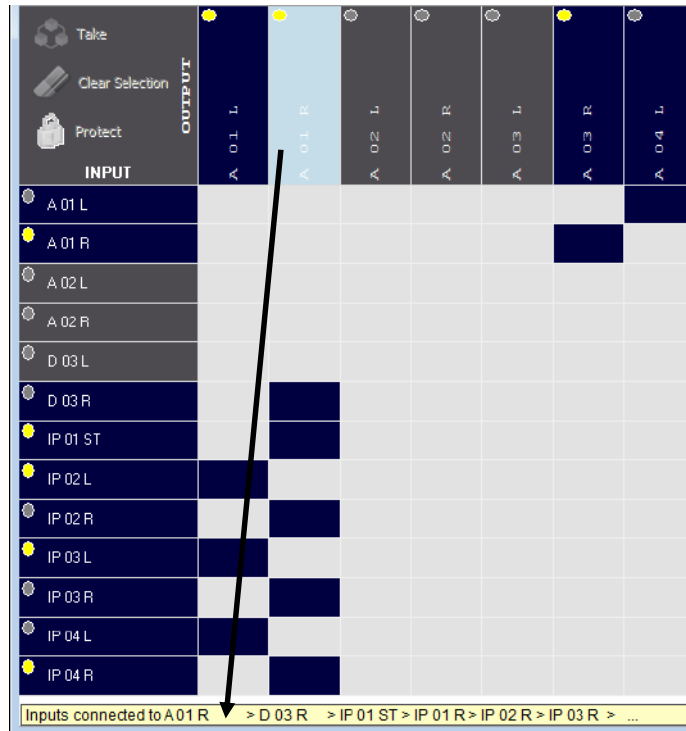 Take
Clear Selection
Protect
OUTPUT
INPUT
A 01 L
A 01 R
A 02 L
A 02 R
A 03 L
A 03 R
A 04 L
A 01 L
A 01 R
A 02 L
A 02 R
D 03 L
D 03 R
IP 01 ST
IP 02 L
IP 02 R
IP 03 L
IP 03 R
IP 04 L
IP 04 R
Inputs connected to A 01 R > D 03 R > IP 01 ST > IP 01 R > IP 02 R > IP 03 R > ...